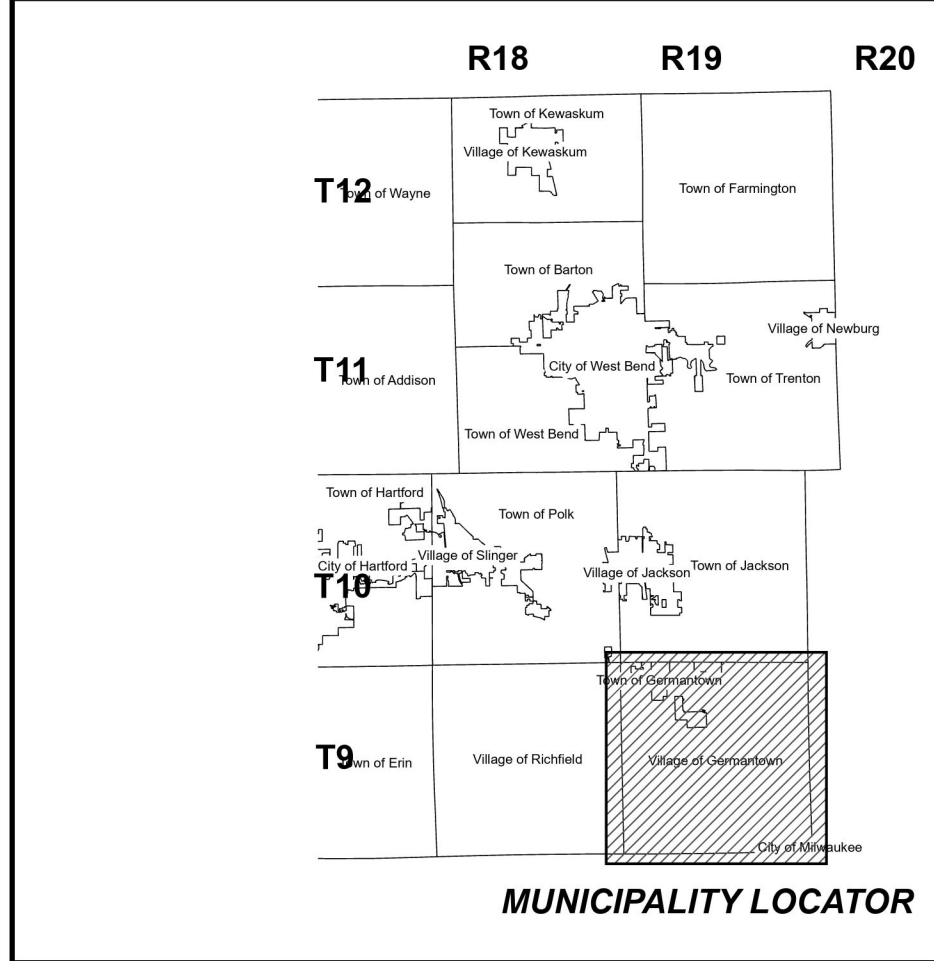 R18
R19
R20
Town of Kewaskum
Village of Kewaskum
T12
Town of Wayne
Town of Farmington
Town of Barton
Village of Newburg
City of West Bend
T11
Town of Addison
Town of Trenton
Town of West Bend
Town of Hartford
Town of Polk
Village of Slinger
City of Hartford
Village of Jackson
Town of Jackson
T10
Town of Germantown
T9
Town of Erin
Village of Richfield
Village of Germantown
City of Milwaukee
MUNICIPALITY LOCATOR